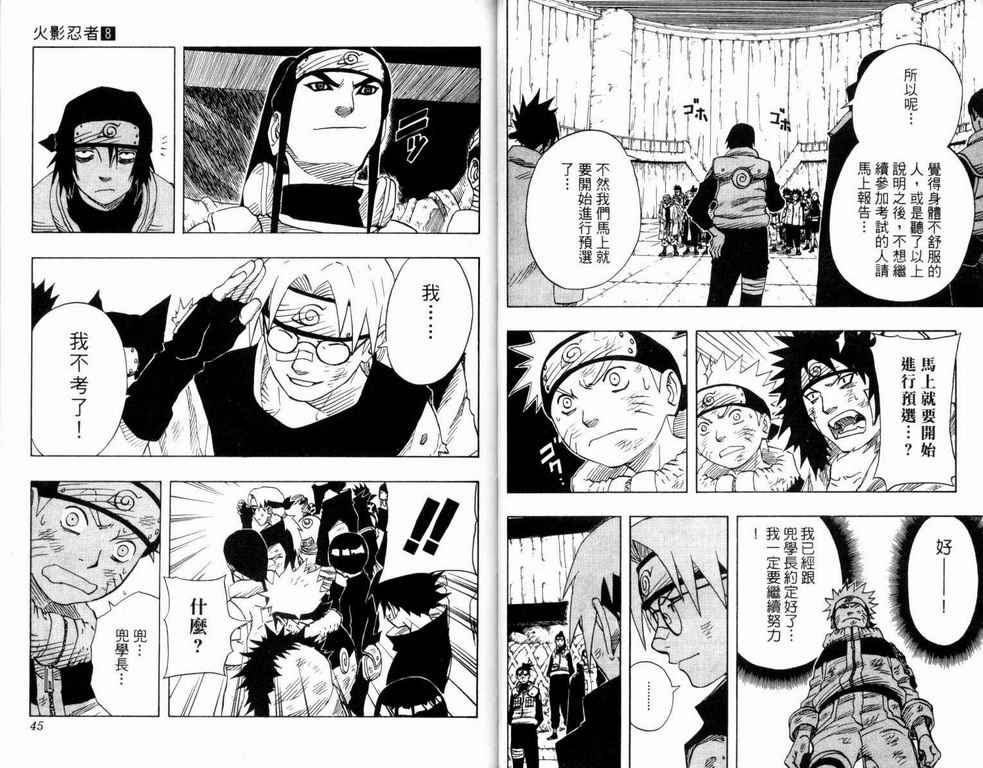 所以呢…
覺得身體不舒服的
人，或是聽了以上
說明之後，不想繼
續參加考試的人請
馬上報告…
ゴホ
ゴホ
不然我們馬上就
要開始進行預選
了…
馬上就要開始
進行預選…？
ゴク
好——！
我已經跟
兜學長約定好了…
我一定要繼續努力
！
………
火影忍者8
ニッ
我……
我不考了！
!!
什麼？
兜…
兜學長…
45